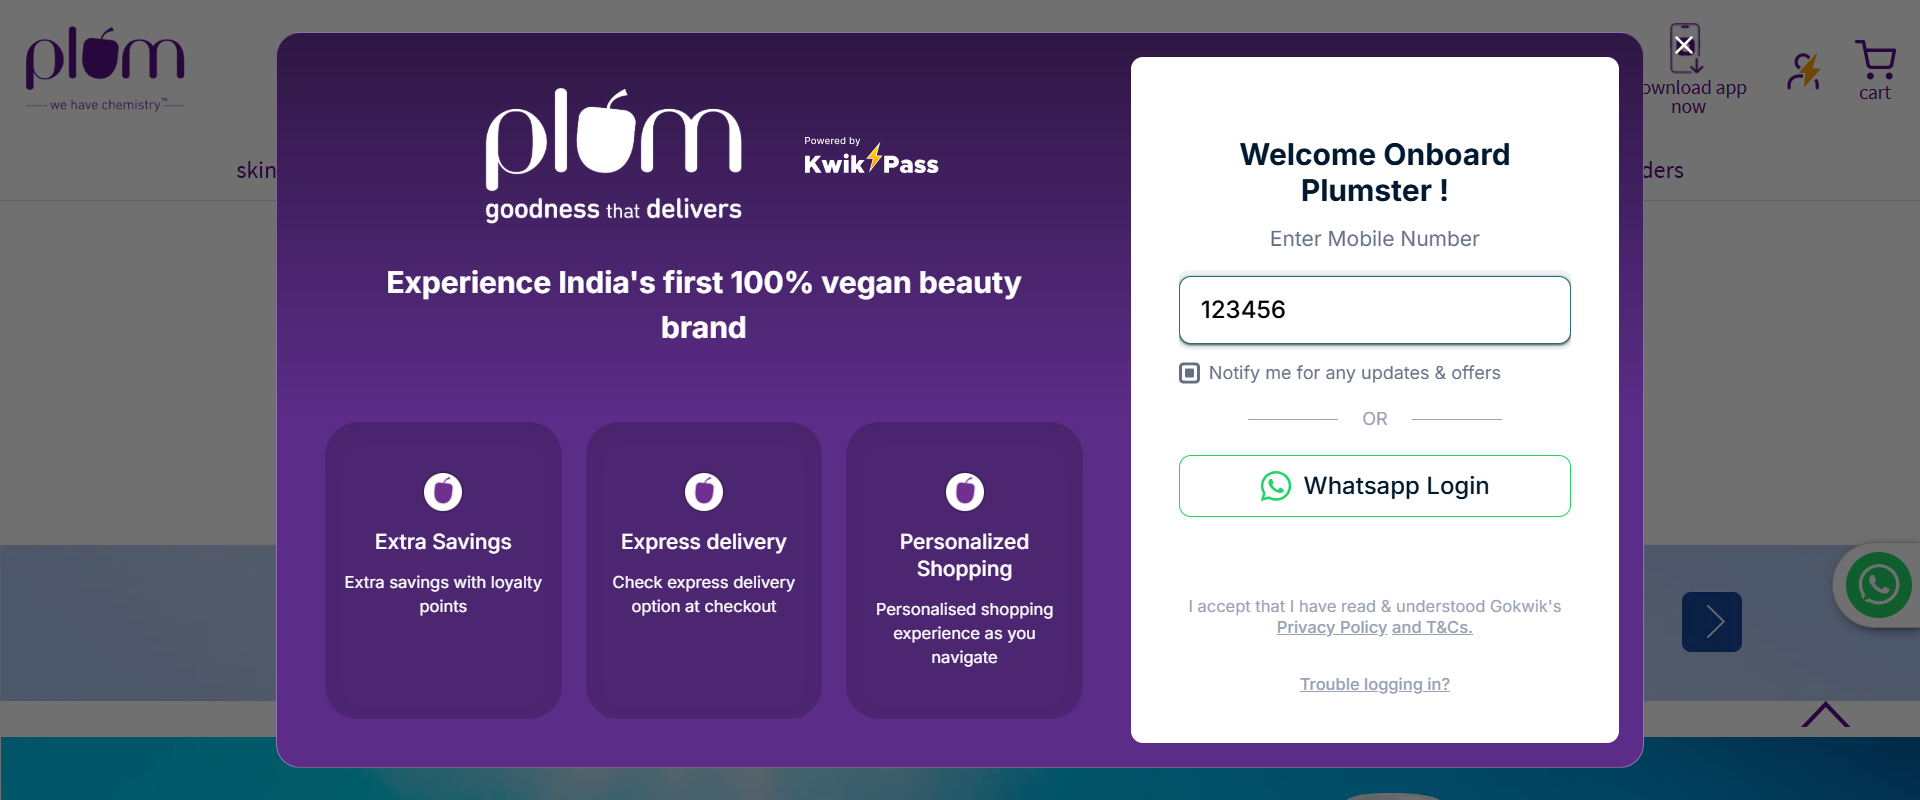 plum
we have chemistry™
ownload app
now
cart
skin
ders
plum
goodness that delivers
Powered by
Kwik Pass
Experience India's first 100% vegan beauty
brand
Extra Savings
Extra savings with loyalty
points
Express delivery
Check express delivery
option at checkout
Personalized
Shopping
Personalised shopping
experience as you
navigate
Welcome Onboard
Plumster !
Enter Mobile Number
123456
Notify me for any updates & offers
OR
Whatsapp Login
I accept that I have read & understood Gokwik's
Privacy Policy and T&Cs.
Trouble logging in?